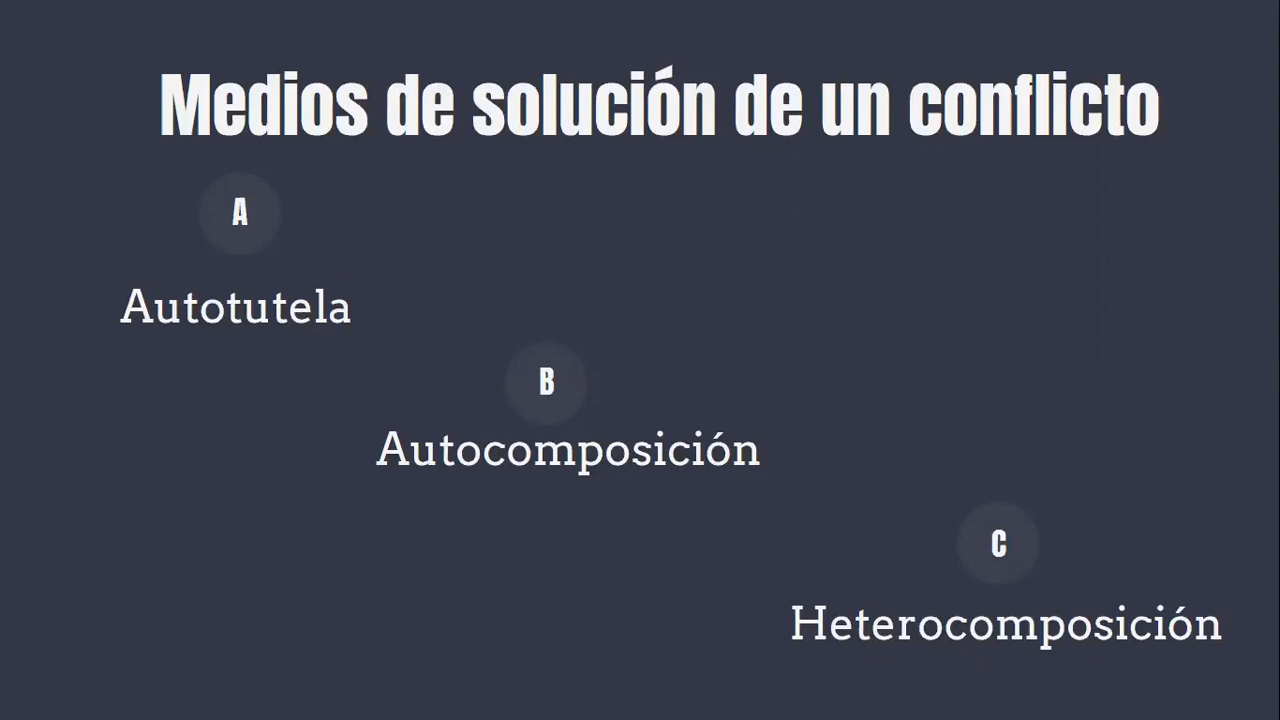 Medios de solución de un conflicto
A
Autotutela
B
Autocomposición
C
Heterocomposición